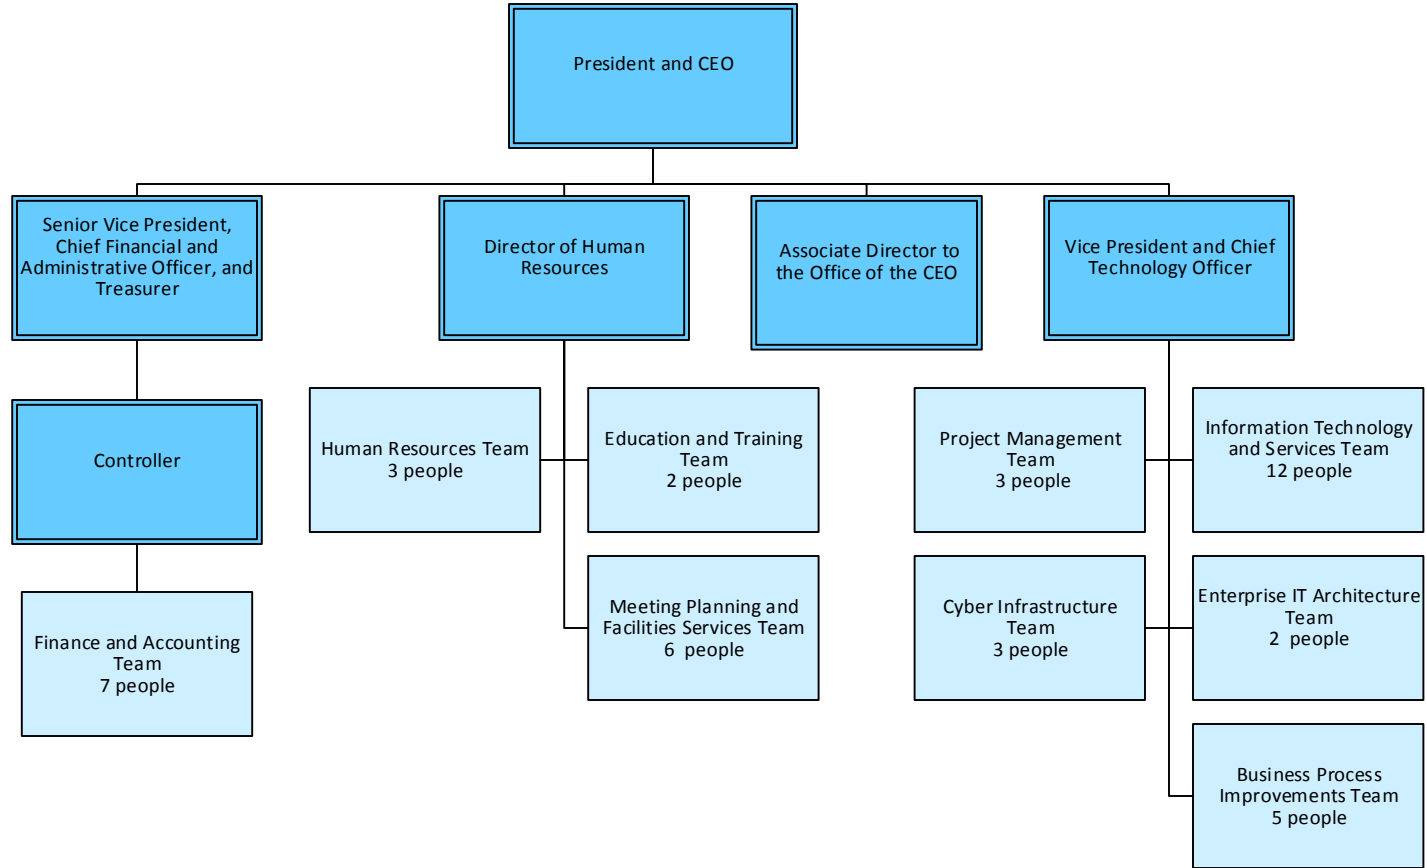 President and CEO
Senior Vice President,
Chief Financial and
Administrative Officer, and
Treasurer
Director of Human
Resources
Associate Director to
the Office of the CEO
Vice President and Chief
Technology Officer
Controller
Human Resources Team
3 people
Education and Training
Team
2 people
Project Management
Team
3 people
Information Technology
and Services Team
12 people
Finance and Accounting
Team
7 people
Meeting Planning and
Facilities Services Team
6 people
Cyber Infrastructure
Team
3 people
Enterprise IT Architecture
Team
2 people
Business Process
Improvements Team
5 people